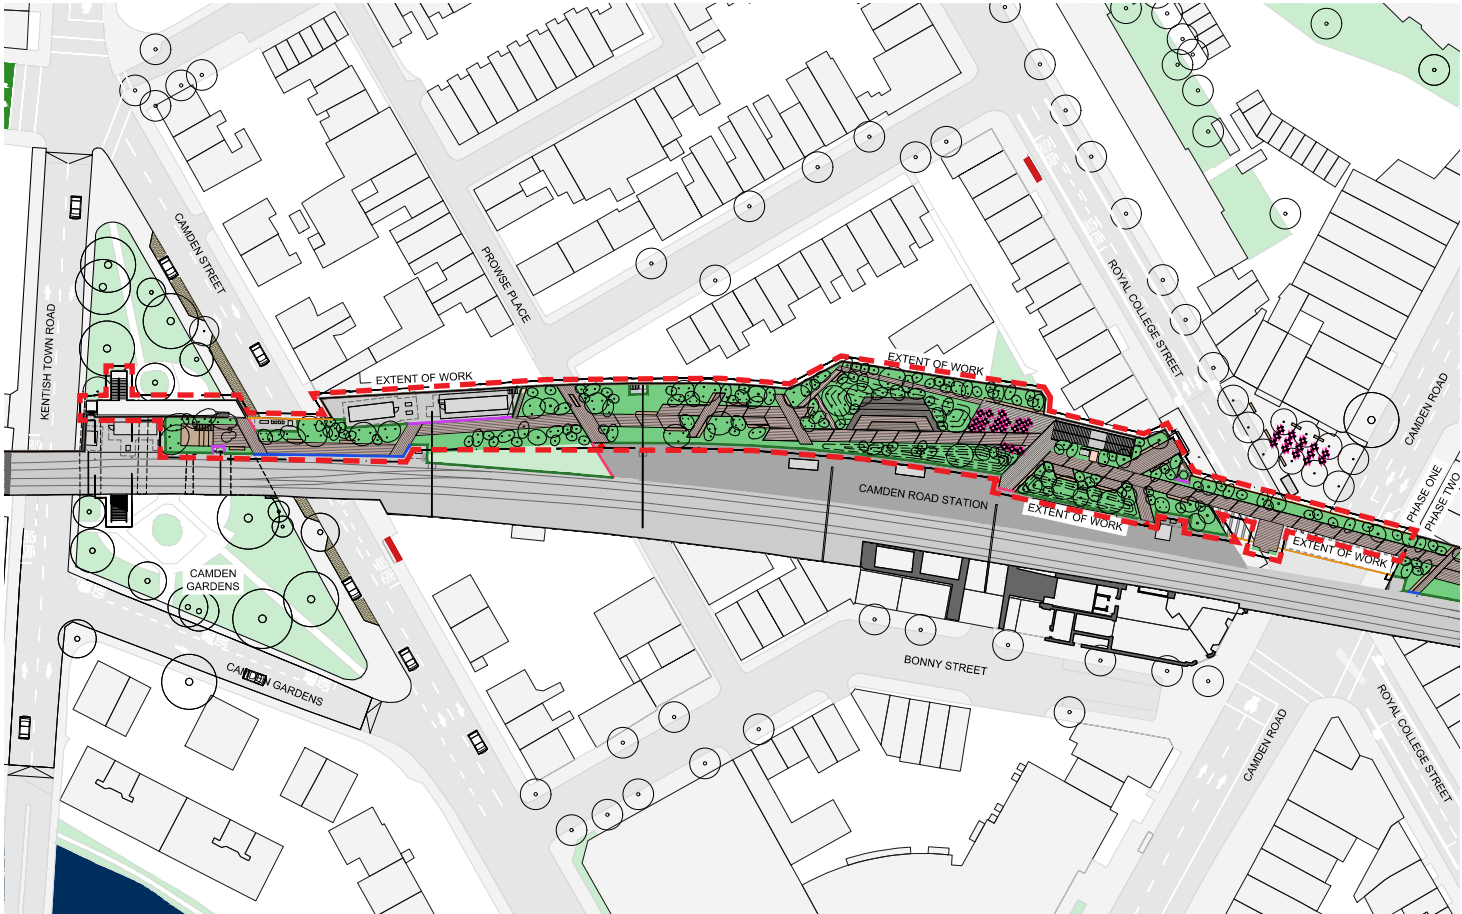 CAMDEN STREET
KENTISH TOWN ROAD
PROWSE PLACE
ROYAL COLLEGE STREET
CAMDEN ROAD
EXTENT OF WORK
EXTENT OF WORK
CAMDEN ROAD STATION
EXTENT OF WORK
EXTENT OF WORK
PHASE ONE
PHASE TWO
CAMDEN
GARDENS
CAMDEN GARDENS
BONNY STREET
CAMDEN ROAD
ROYAL COLLEGE STREET